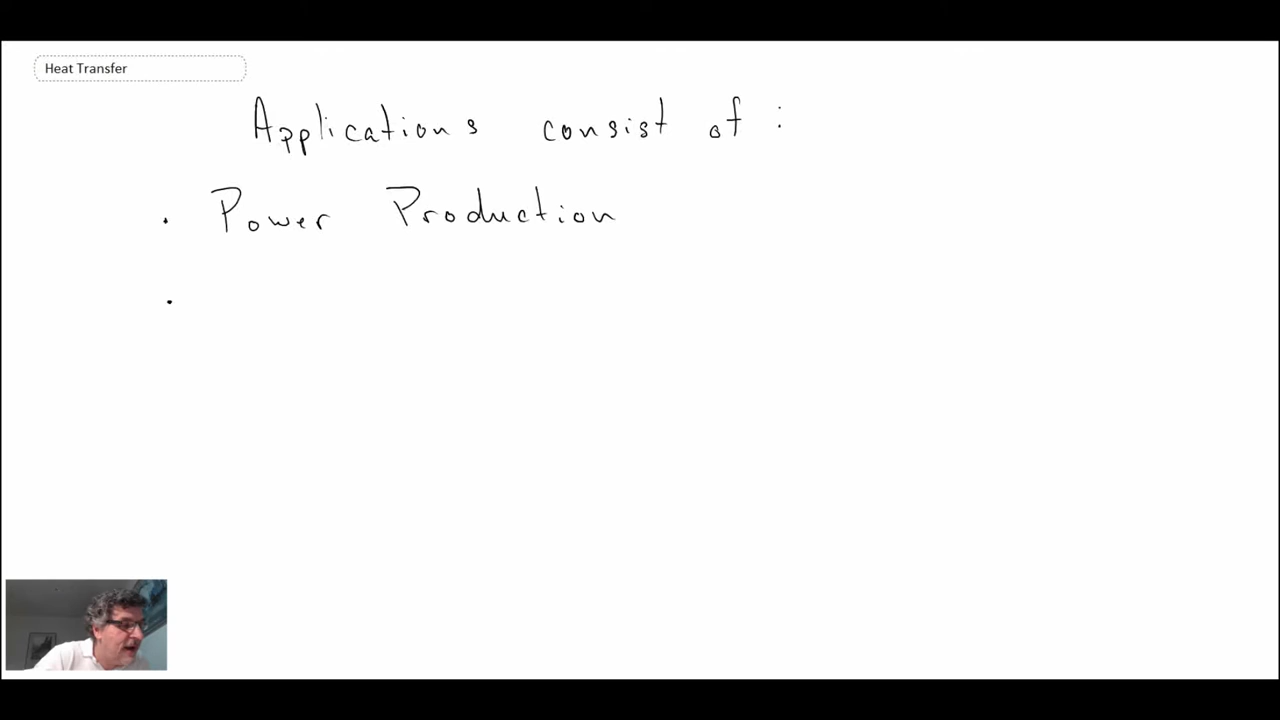 Heat Transfer
Applications consist of :
· Power Production
·